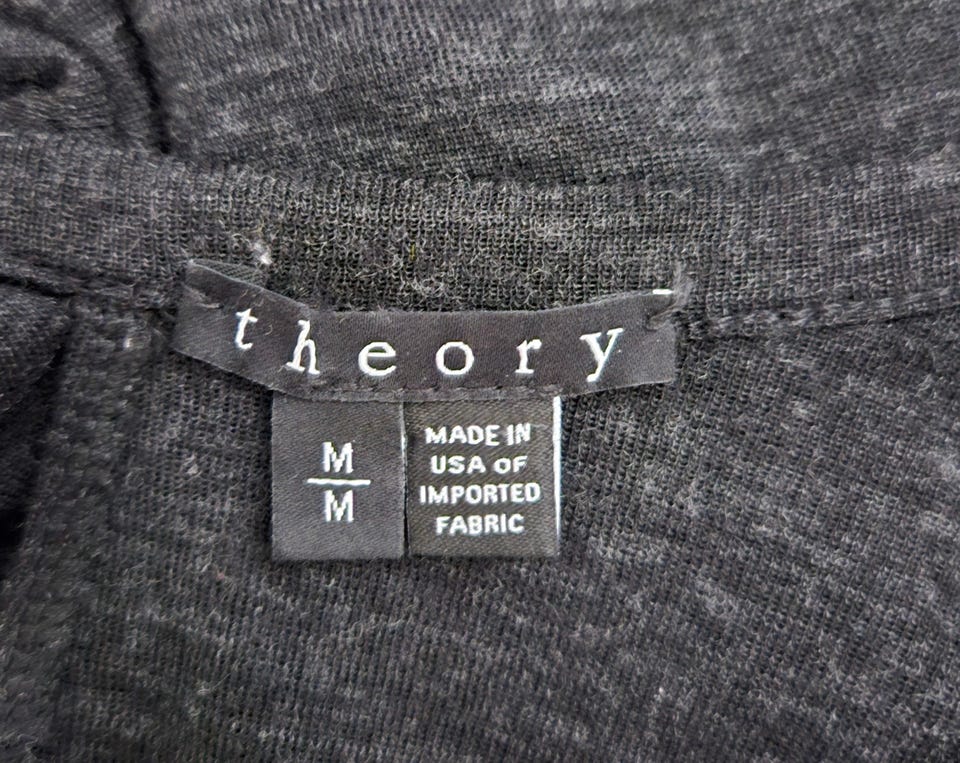 theory
M
M
MADE IN
USA OF
IMPORTED
FABRIC